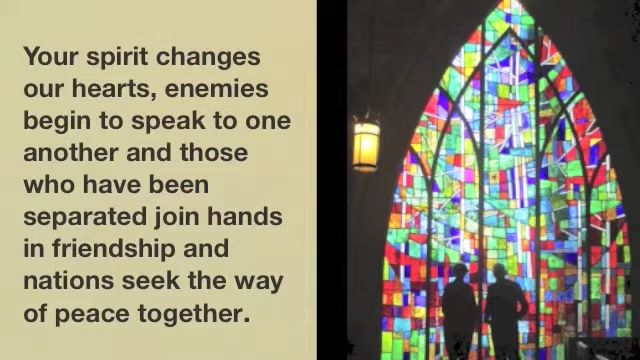 Your spirit changes
our hearts, enemies
begin to speak to one
another and those
who have been
separated join hands
in friendship and
nations seek the way
of peace together.